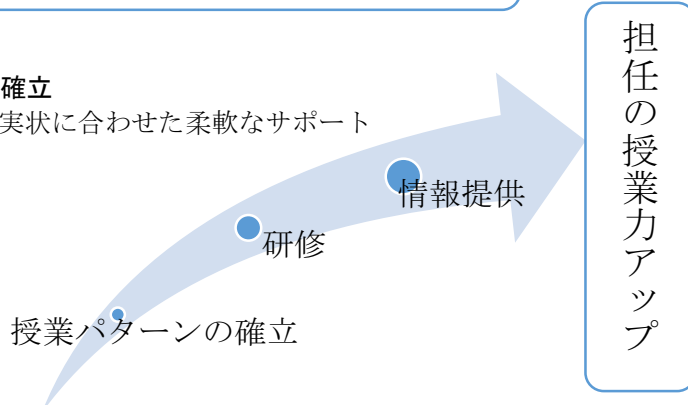 確立
実状に合わせた柔軟なサポート
情報提供
研修
授業パターンの確立
担任の授業力アップ